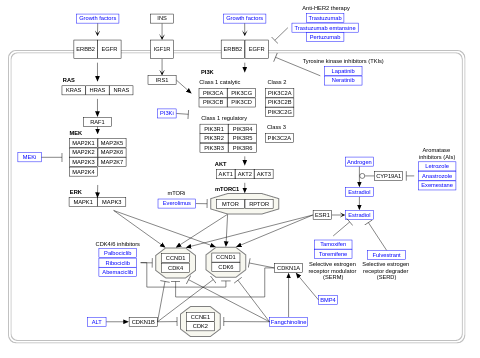 Anti-HER2 therapy
Growth factors
INS
Growth factors
Trastuzumab
Trastuzumab emtansine
Pertuzumab
ERBB2 EGFR
IGF1R
ERBB2 EGFR
Tyrosine kinase inhibitors (TKIs)
Lapatinib
Neratinib
RAS
KRAS HRAS NRAS
IRS1
PI3K
Class 1 catalytic
PIK3CA PIK3CG
PIK3CB PIK3CD
Class 2
PIK3C2A
PIK3C2B
PIK3C2G
PI3Ki
RAF1
Class 1 regulatory
PIK3R1 PIK3R4
PIK3R2 PIK3R5
PIK3R3 PIK3R6
Class 3
PIK3C2A
MEK
MAP2K1 MAP2K5
MAP2K2 MAP2K6
MAP2K3 MAP2K7
MAP2K4
MEKi
AKT
AKT1 AKT2 AKT3
Aromatase
inhibitors (AIs)
Letrozole
Anastrozole
Exemestane
Androgen
CYP19A1
Estradiol
ERK
MAPK1 MAPK3
mTORi
Everolimus
mTORC1
MTOR RPTOR
ESR1
Estradiol
CDK4/6 inhibitors
Palbociclib
Ribociclib
Abemaciclib
CCND1
CDK4
CCND1
CDK6
Tamoxifen
Toremifene
Selective estrogen
receptor modulator
(SERM)
Fulvestrant
Selective estrogen
receptor degrader
(SERD)
CDKN1A
BMP4
ALT
CDKN1B
CCNE1
CDK2
Fangchinoline